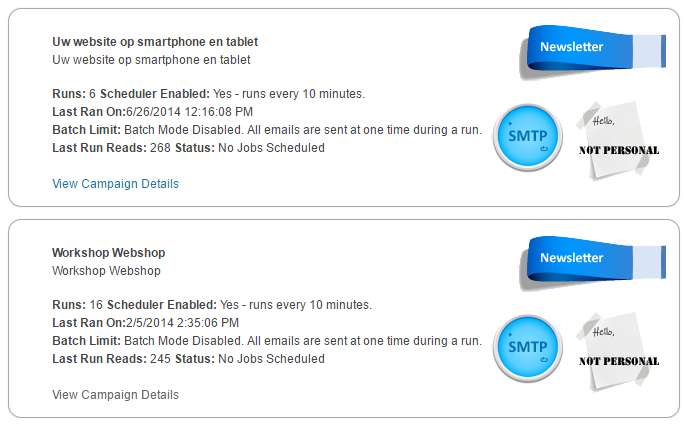 Uw website op smartphone en tablet
Uw website op smartphone en tablet
Newsletter
Runs: 6 Scheduler Enabled: Yes - runs every 10 minutes.
Last Ran On:6/26/2014 12:16:08 PM
Batch Limit: Batch Mode Disabled. All emails are sent at one time during a run.
Last Run Reads: 268 Status: No Jobs Scheduled
SMTP
Hello,
NOT PERSONAL
View Campaign Details
Workshop Webshop
Workshop Webshop
Newsletter
Runs: 16 Scheduler Enabled: Yes - runs every 10 minutes.
Last Ran On:2/5/2014 2:35:06 PM
Batch Limit: Batch Mode Disabled. All emails are sent at one time during a run.
Last Run Reads: 245 Status: No Jobs Scheduled
SMTP
Hello,
NOT PERSONAL
View Campaign Details